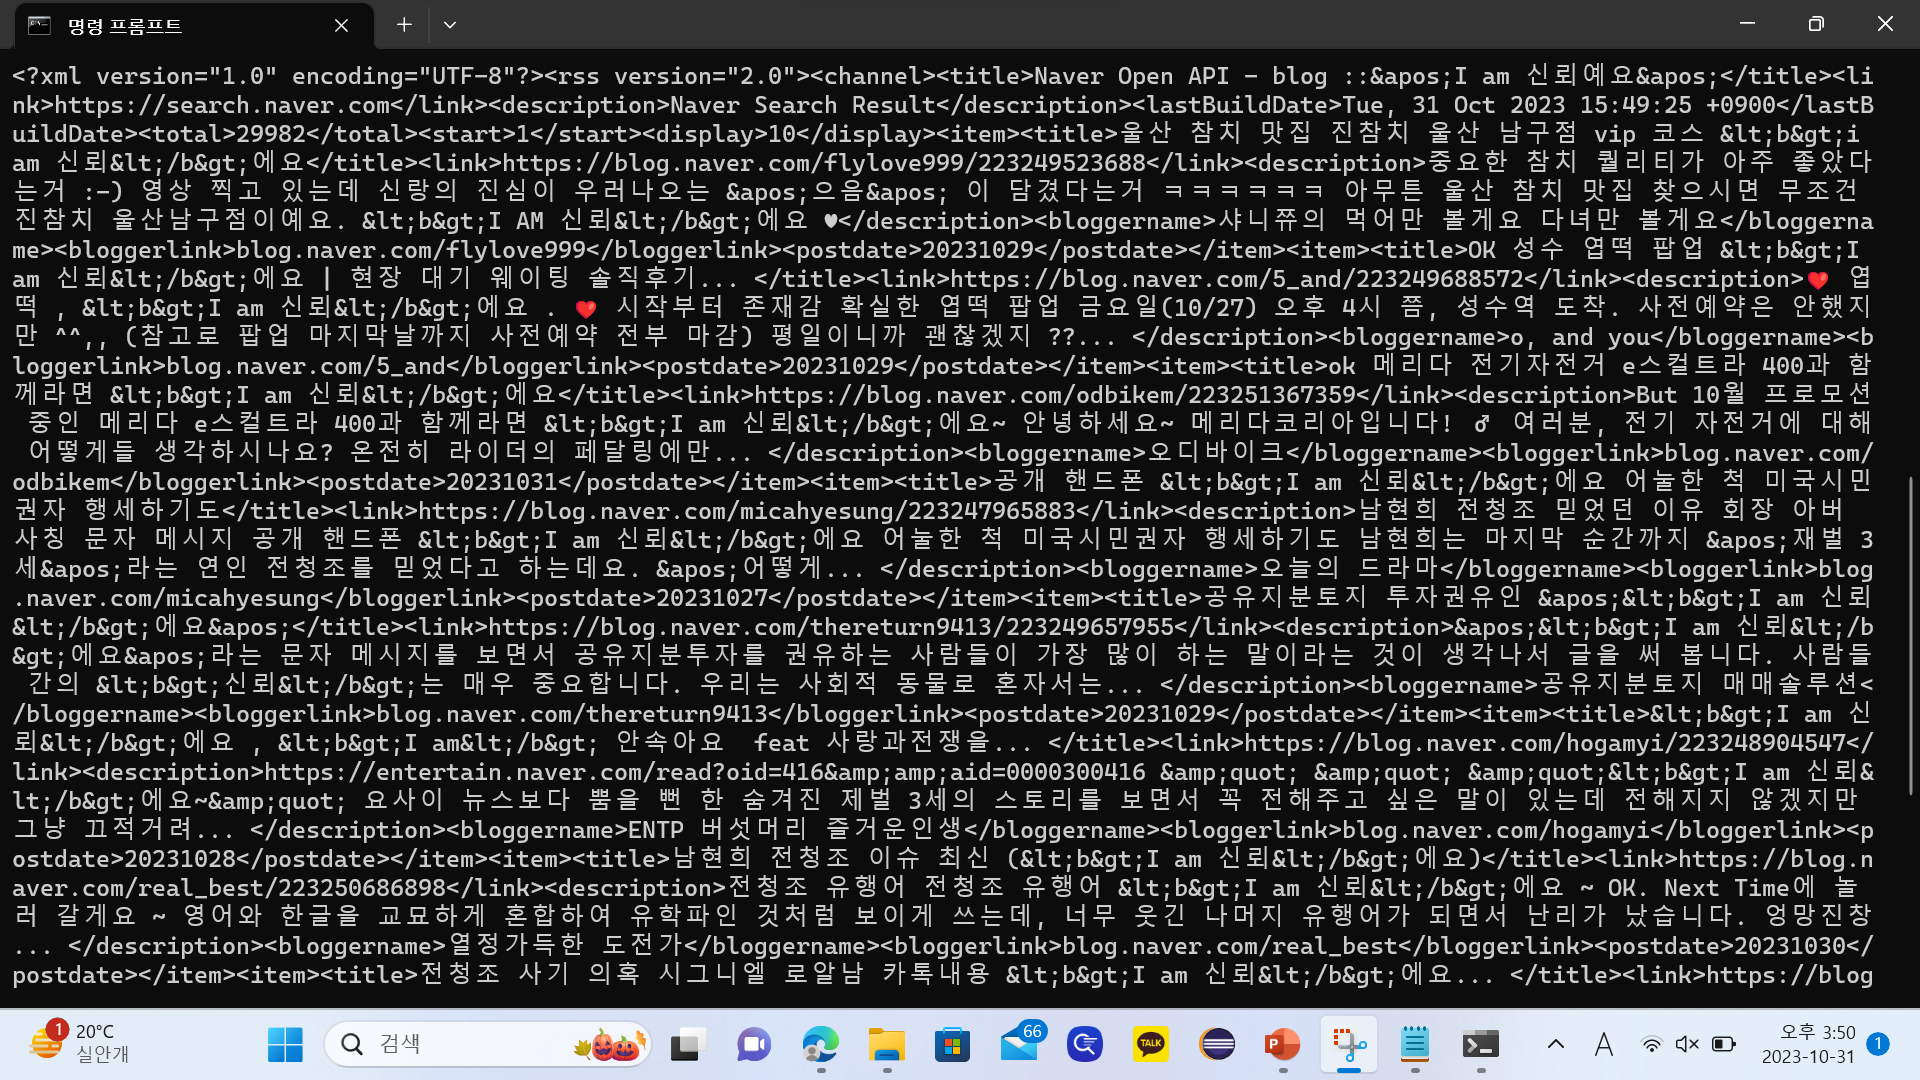 명령 프롬프트
<?xml version="1.0" encoding="UTF-8"?><rss version="2.0"><channel><title>Naver Open API - blog ::&apos;I am 신뢰예요&apos;</title><li
nk>https://search.naver.com</link><description>Naver Search Result</description><lastBuildDate>Tue, 31 Oct 2023 15:49:25 +0900</lastB
uildDate><total>29982</total><start>1</start><display>10</display><item><title>울산 참치 맛집 진참치 울산 남구점 vip 코스 &lt;b&gt;i
am 신뢰&lt;/b&gt;에요</title><link>https://blog.naver.com/flylove999/223249523688</link><description>중요한 참치 퀄리티가 아주 좋았다
는거 :-) 영상 찍고 있는데 신랑의 진심이 우러나오는 &apos;으음&apos; 이 담겼다는거 ㅋㅋㅋㅋㅋㅋ 아무튼 울산 참치 맛집 찾으시면 무조건
진참치 울산남구점이예요. &lt;b&gt;I AM 신뢰&lt;/b&gt;에요 ♥</description><bloggername>샤니쮸의 먹어만 볼게요 다녀만 볼게요</bloggerna
me><bloggerlink>blog.naver.com/flylove999</bloggerlink><postdate>20231029</postdate></item><item><title>OK 성수 엽떡 팝업 &lt;b&gt;I
am 신뢰&lt;/b&gt;에요 | 현장 대기 웨이팅 솔직후기... </title><link>https://blog.naver.com/5_and/223249688572</link><description>❤️ 엽
떡 , &lt;b&gt;I am 신뢰&lt;/b&gt;에요 . ❤️ 시작부터 존재감 확실한 엽떡 팝업 금요일(10/27) 오후 4시 쯤, 성수역 도착. 사전예약은 안했지
만 ^^,, (참고로 팝업 마지막날까지 사전예약 전부 마감) 평일이니까 괜찮겠지 ??... </description><bloggername>o, and you</bloggername><b
loggerlink>blog.naver.com/5_and</bloggerlink><postdate>20231029</postdate></item><item><title>ok 메리다 전기자전거 e스컬트라 400과 함
께라면 &lt;b&gt;I am 신뢰&lt;/b&gt;에요</title><link>https://blog.naver.com/odbikem/223251367359</link><description>But 10월 프로모션
중인 메리다 e스컬트라 400과 함께라면 &lt;b&gt;I am 신뢰&lt;/b&gt;에요~ 안녕하세요~ 메리다코리아입니다! ♂ 여러분, 전기 자전거에 대해
어떻게들 생각하시나요? 온전히 라이더의 페달링에만... </description><bloggername>오디바이크</bloggername><bloggerlink>blog.naver.com/
odbikem</bloggerlink><postdate>20231031</postdate></item><item><title>공개 핸드폰 &lt;b&gt;I am 신뢰&lt;/b&gt;에요 어눌한 척 미국시민
권자 행세하기도</title><link>https://blog.naver.com/micahyesung/223247965883</link><description>남현희 전청조 믿었던 이유 회장 아버
사칭 문자 메시지 공개 핸드폰 &lt;b&gt;I am 신뢰&lt;/b&gt;에요 어눌한 척 미국시민권자 행세하기도 남현희는 마지막 순간까지 &apos;재벌 3
세&apos;라는 연인 전청조를 믿었다고 하는데요. &apos;어떻게... </description><bloggername>오늘의 드라마</bloggername><bloggerlink>blog
.naver.com/micahyesung</bloggerlink><postdate>20231027</postdate></item><item><title>공유지분토지 투자권유인 &apos;&lt;b&gt;I am 신뢰
&lt;/b&gt;에요&apos;</title><link>https://blog.naver.com/thereturn9413/223249657955</link><description>&apos;&lt;b&gt;I am 신뢰&lt;/b
&gt;에요&apos;라는 문자 메시지를 보면서 공유지분투자를 권유하는 사람들이 가장 많이 하는 말이라는 것이 생각나서 글을 써 봅니다. 사람들
간의 &lt;b&gt;신뢰&lt;/b&gt;는 매우 중요합니다. 우리는 사회적 동물로 혼자서는... </description><bloggername>공유지분토지 매매솔루션<
/bloggername><bloggerlink>blog.naver.com/thereturn9413</bloggerlink><postdate>20231029</postdate></item><item><title>&lt;b&gt;I am 신
뢰&lt;/b&gt;에요 , &lt;b&gt;I am&lt;/b&gt; 안속아요  feat 사랑과전쟁을... </title><link>https://blog.naver.com/hogamyi/223248904547</
link><description>https://entertain.naver.com/read?oid=416&amp;amp;aid=0000300416 &amp;quot; &amp;quot; &amp;quot;&lt;b&gt;I am 신뢰&
lt;/b&gt;에요~&amp;quot; 요사이 뉴스보다 뿜을 뻔 한 숨겨진 재벌 3세의 스토리를 보면서 꼭 전해주고 싶은 말이 있는데 전해지지 않겠지만
그냥 끄적거려... </description><bloggername>ENTP 버섯머리 즐거운인생</bloggername><bloggerlink>blog.naver.com/hogamyi</bloggerlink><p
ostdate>20231028</postdate></item><item><title>남현희 전청조 이슈 최신 (&lt;b&gt;I am 신뢰&lt;/b&gt;에요)</title><link>https://blog.n
aver.com/real_best/223250686898</link><description>전청조 유행어 전청조 유행어 &lt;b&gt;I am 신뢰&lt;/b&gt;에요 ~ OK. Next Time에 놀
러 갈게요 ~ 영어와 한글을 교묘하게 혼합하여 유학파인 것처럼 보이게 쓰는데, 너무 웃긴 나머지 유행어가 되면서 난리가 났습니다. 엉망진창
... </description><bloggername>열정가득한 도전가</bloggername><bloggerlink>blog.naver.com/real_best</bloggerlink><postdate>20231030</
postdate></item><item><title>전청조 사기 의혹 시그니엘 로알남 카톡내용 &lt;b&gt;I am 신뢰&lt;/b&gt;에요... </title><link>https://blog
1
20°C
실안개
검색
66
TALK
P
A
오후 3:50
2023-10-31
1